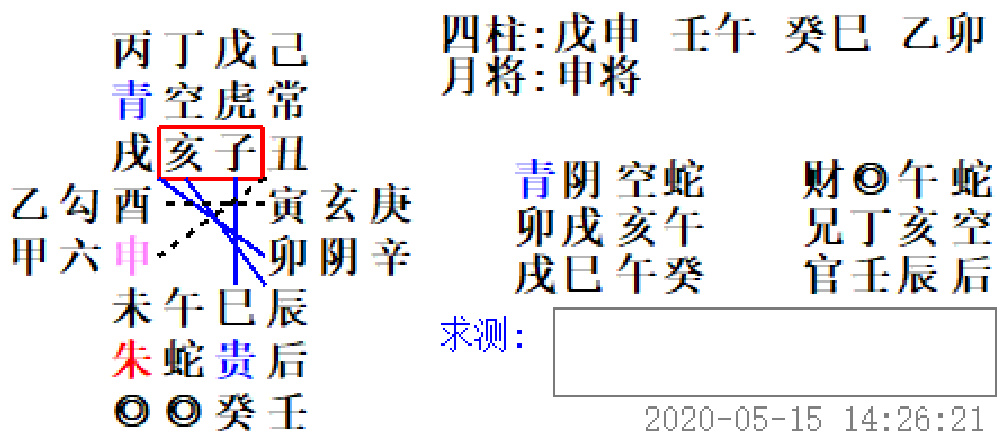 丙丁戊己
青空虎常
戌亥子丑
乙勾酉 寅玄庚
甲六申 卯阴辛
未午巳辰
朱蛇贵后
◎◎癸壬
四柱:戊申 壬午 癸巳 乙卯
月将:申将
青阴空蛇 财◎午蛇
卯戌亥午 兄丁亥空
戌巳午癸 官壬辰后
求测:
2020-05-15 14:26:21